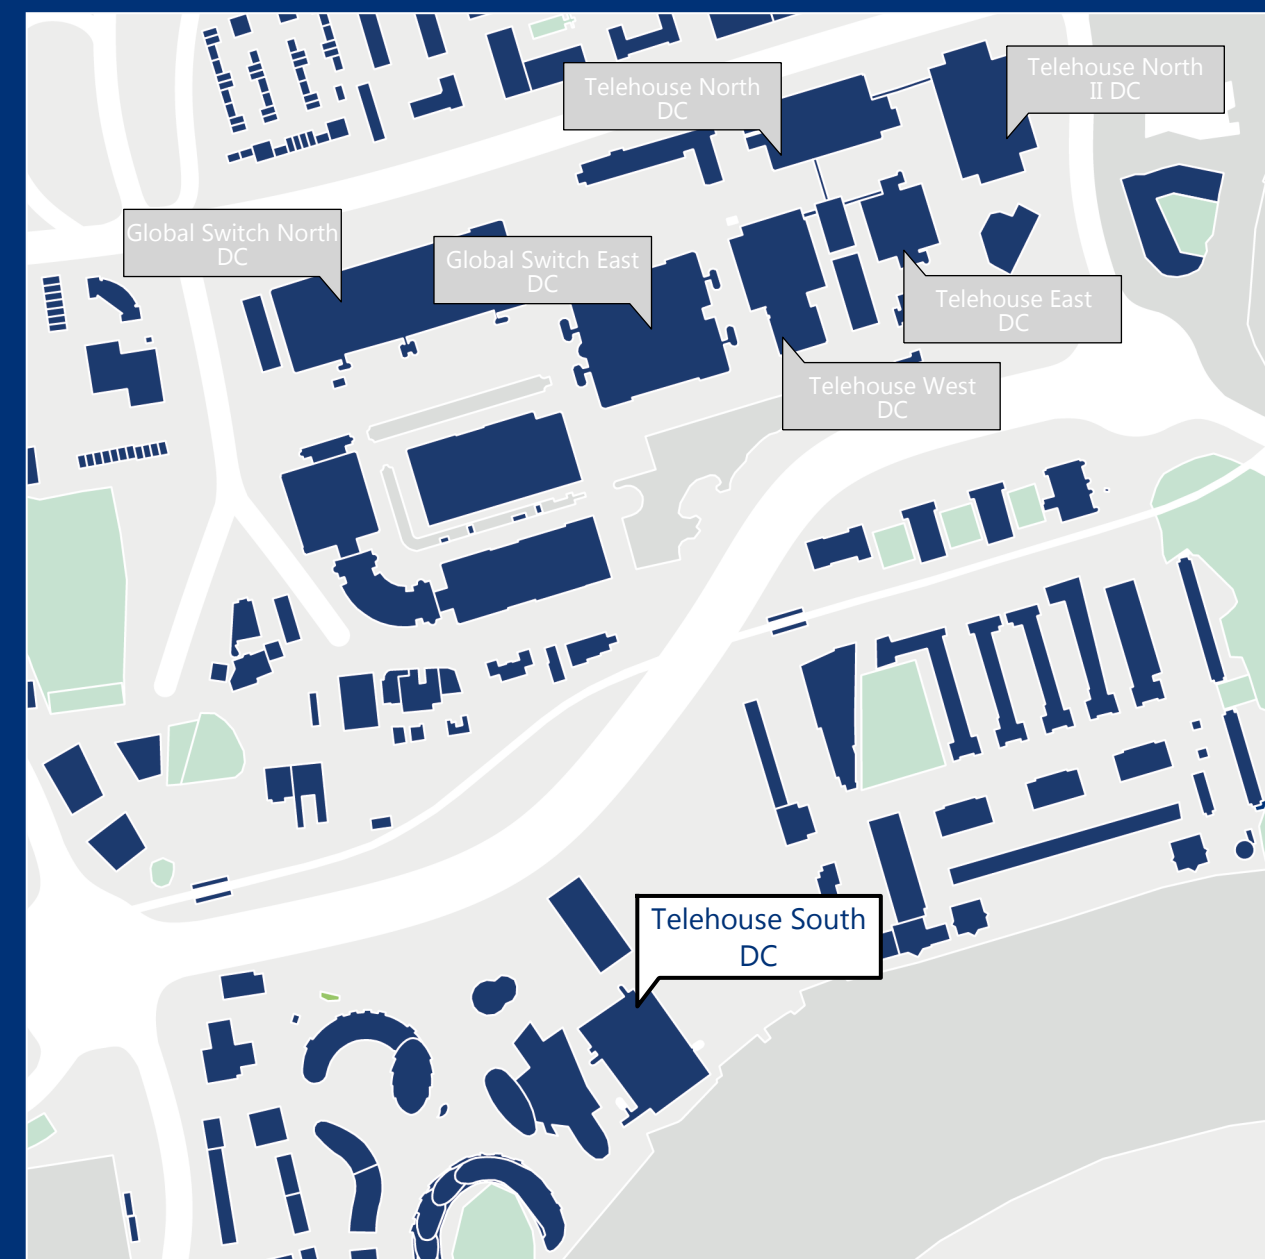 Telehouse North
II DC
Telehouse North
DC
Global Switch North
DC
Global Switch East
DC
Telehouse East
DC
Telehouse West
DC
Telehouse South
DC